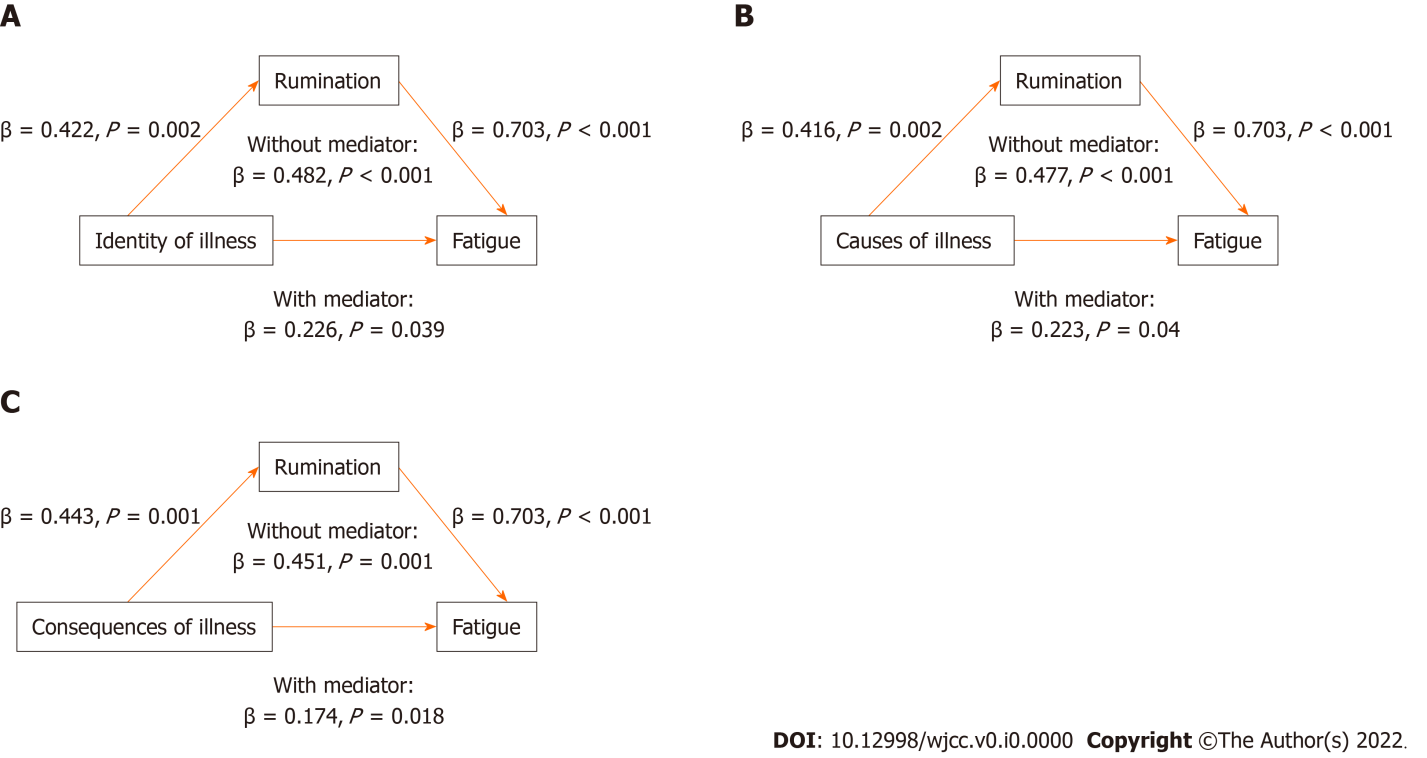 A
Rumination
β = 0.422, P = 0.002
β = 0.703, P < 0.001
Without mediator:
β = 0.482, P < 0.001
Identity of illness
Fatigue
With mediator:
β = 0.226, P = 0.039
B
Rumination
β = 0.416, P = 0.002
β = 0.703, P < 0.001
Without mediator:
β = 0.477, P < 0.001
Causes of illness
Fatigue
With mediator:
β = 0.223, P = 0.04
C
Rumination
β = 0.443, P = 0.001
β = 0.703, P < 0.001
Without mediator:
β = 0.451, P = 0.001
Consequences of illness
Fatigue
With mediator:
β = 0.174, P = 0.018
DOI: 10.12998/wjcc.v0.i0.0000 Copyright ©The Author(s) 2022.